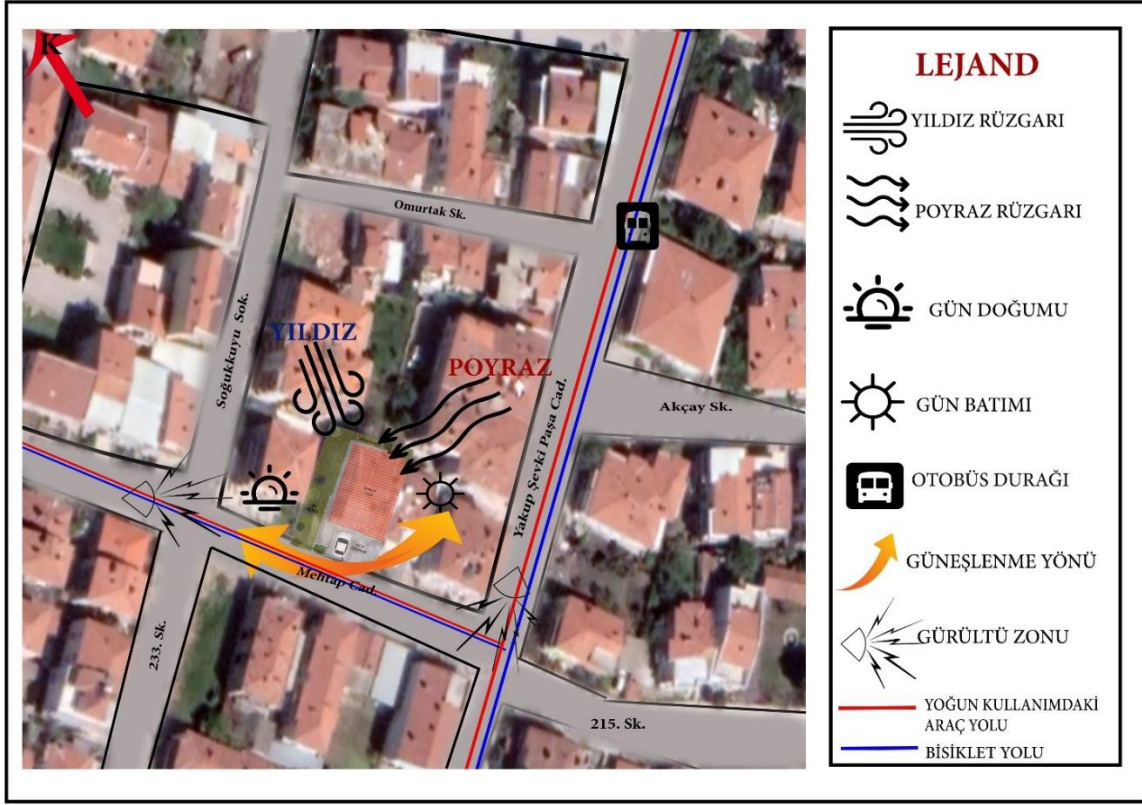 K
Omurtak Sk.
Soğukkuyu Sok.
YILDIZ
POYRAZ
Yakup Şevki Paşa Cad.
Akçay Sk.
Mehtap Cad.
233. Sk.
215. Sk.
LEJAND
YILDIZ RÜZGARI
POYRAZ RÜZGARI
GÜN DOĞUMU
GÜN BATIMI
OTOBÜS DURAĞI
GÜNEŞLENME YÖNÜ
GÜRÜLTÜ ZONU
YOĞUN KULLANIMDAKİ
ARAÇ YOLU
BİSİKLET YOLU